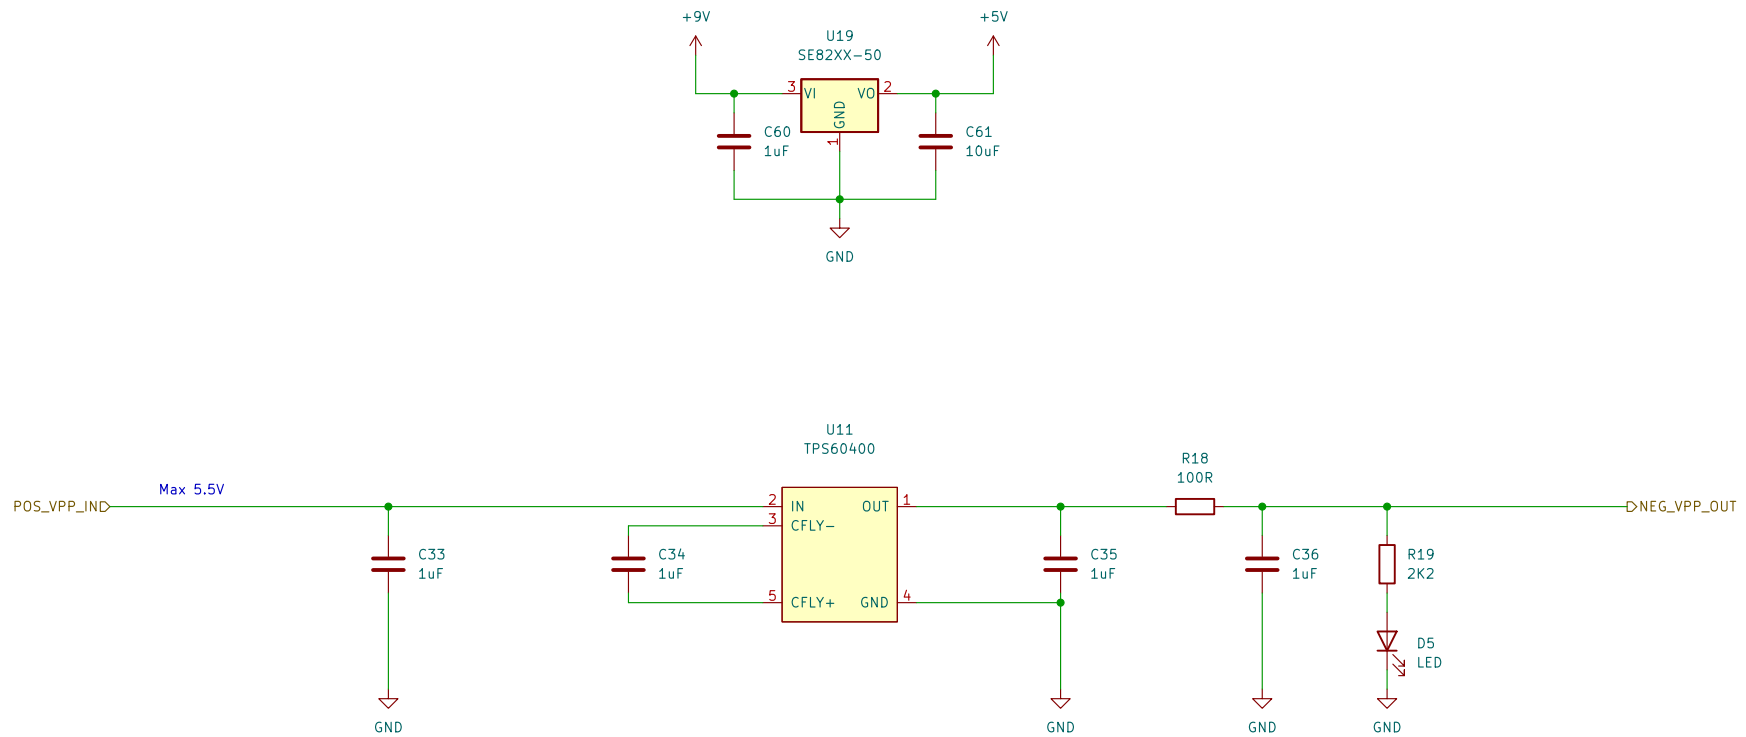 +9V
+5V
U19
SE82XX-50
3
VI
VO
2
GND
1
C60
1uF
C61
10uF
GND
U11
TPS60400
Max 5.5V
POS_VPP_IN
2
IN
OUT
1
3
CFLY-
5
CFLY+
GND
4
R18
100R
NEG_VPP_OUT
C33
1uF
C34
1uF
C35
1uF
C36
1uF
R19
2K2
D5
LED
GND
GND
GND
GND